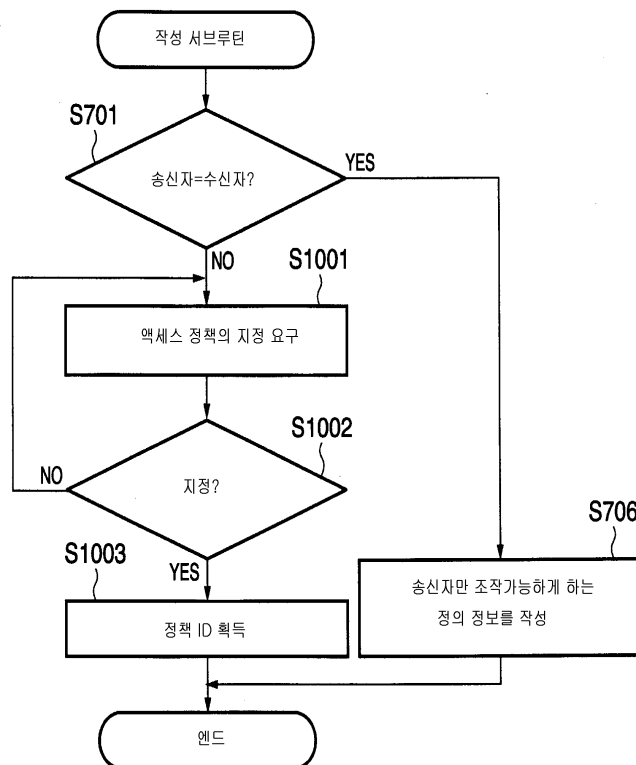 작성 서브루틴
S701
송신자=수신자?
YES
NO
S1001
액세스 정책의 지정 요구
S1002
지정?
NO
YES
S706
송신자만 조작가능하게 하는
정의 정보를 작성
S1003
정책 ID 획득
엔드